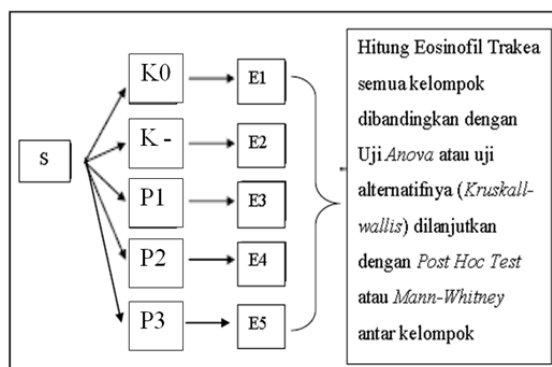 S
K0
E1
K -
E2
P1
E3
P2
E4
P3
E5
Hitung Eosinofil Trakea
semua kelompok
dibandingkan dengan
Uji Anova atau uji
alternatifnya (Kruskall-
wallis) dilanjutkan
dengan Post Hoc Test
atau Mann-Whitney
antar kelompok